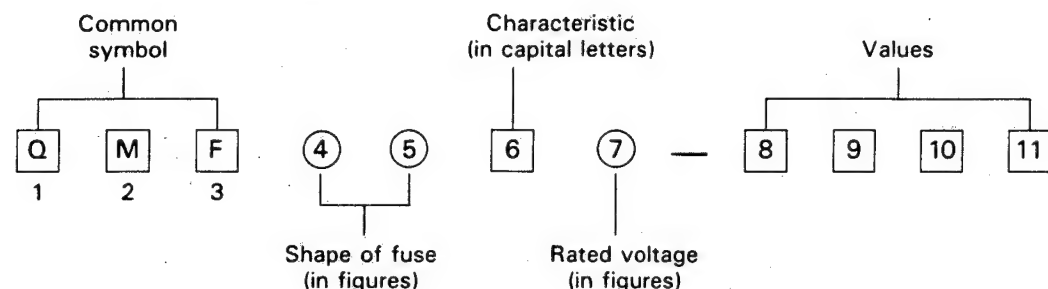 Common
symbol
Characteristic
(in capital letters)
Values
Q M F 4 5 6 7 — 8 9 10 11
1 2 3
Shape of fuse
(in figures)
Rated voltage
(in figures)